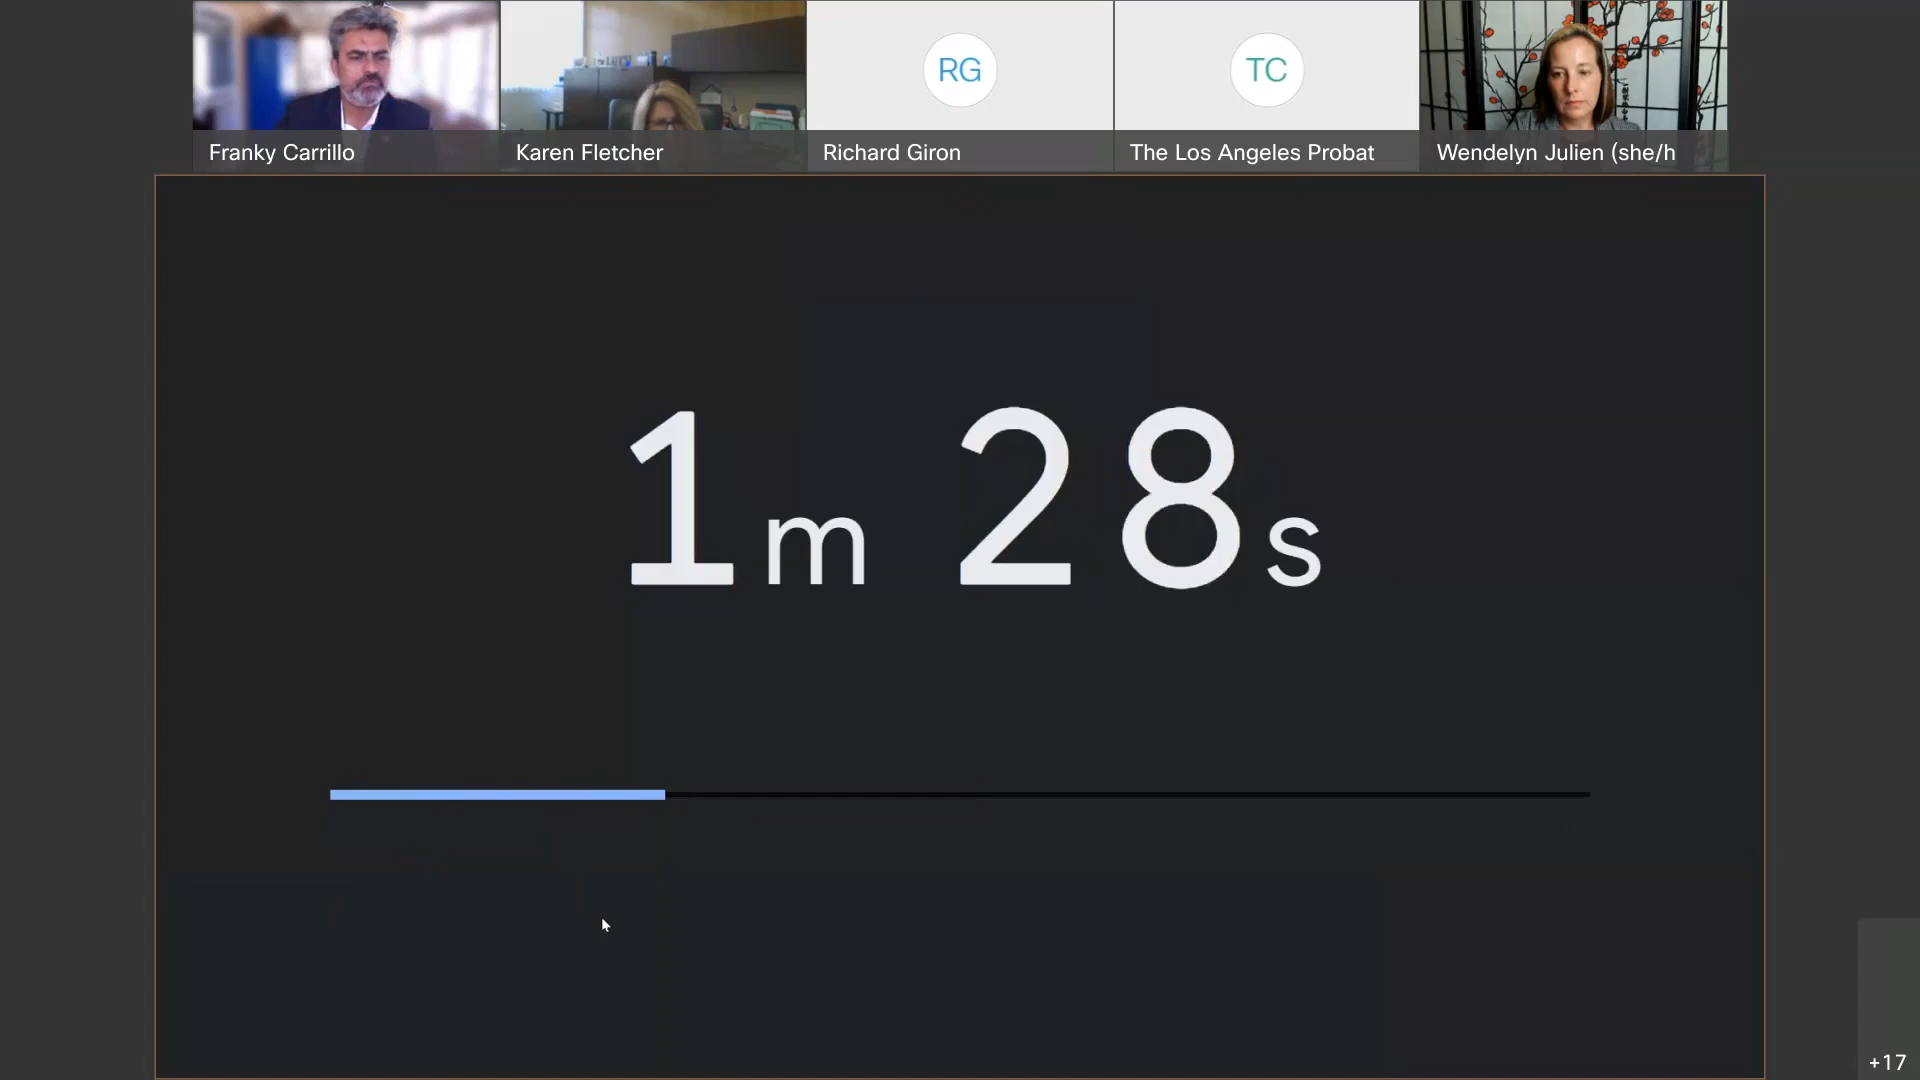 RG
TC
Franky Carrillo
Karen Fletcher
Richard Giron
The Los Angeles Probat
Wendelyn Julien (she/h
1m 28s
+17